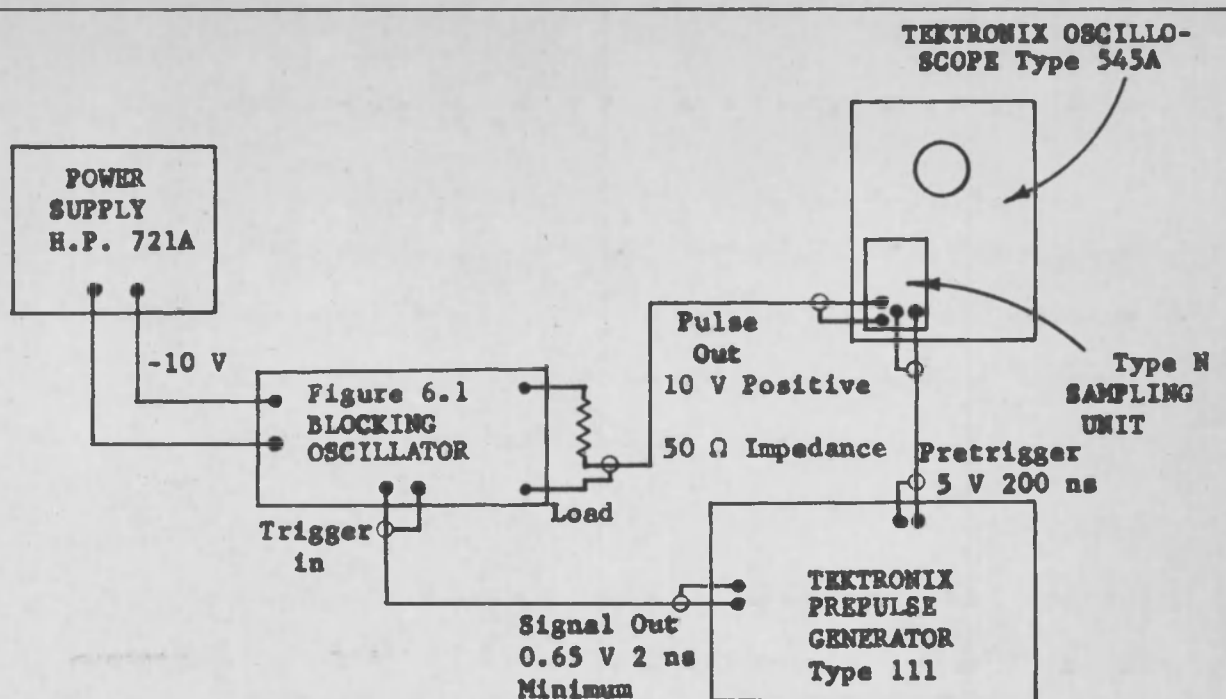 TEKTRONIX OSCILLO-
SCOPE Type 545A
POWER
SUPPLY
H.P. 721A
-10 V
Figure 6.1
BLOCKING
OSCILLATOR
Pulse
Out
10 V Positive
50 Ω Impedance
Type N
SAMPLING
UNIT
Pretrigger
5 V 200 ns
Load
Trigger
in
Signal Out
0.65 V 2 ns
Minimum
TEKTRONIX
PREPULSE
GENERATOR
Type 111